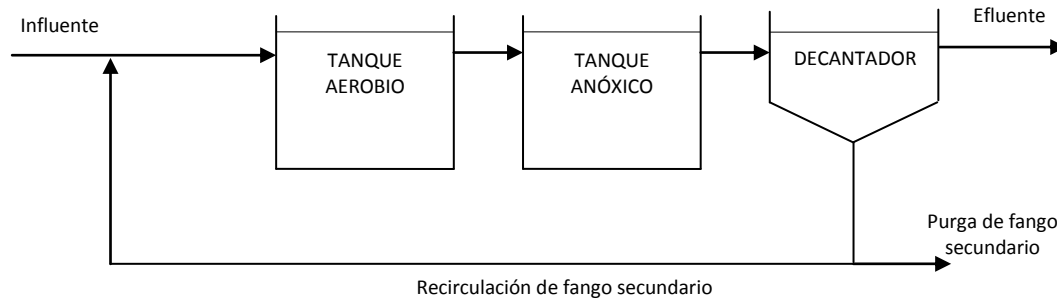 Influente
Efluente
TANQUE
AEROBIO
TANQUE
ANÓXICO
DECANTADOR
Purga de fango
secundario
Recirculación de fango secundario